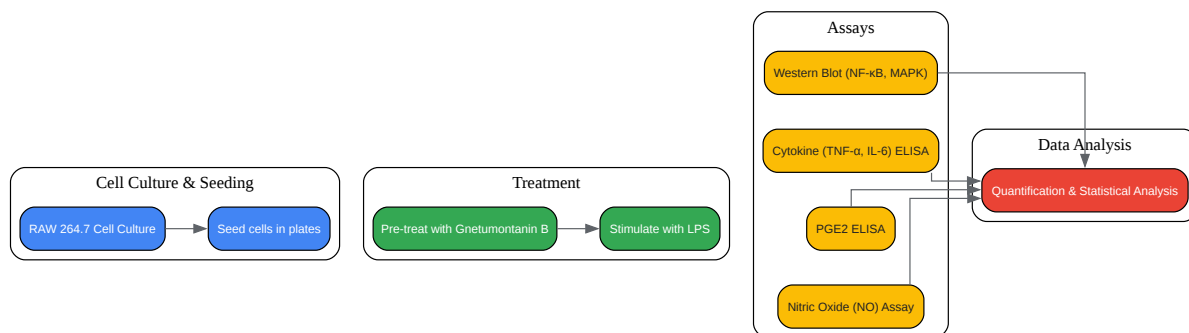 Cell Culture & Seeding
RAW 264.7 Cell Culture
Seed cells in plates
Treatment
Pre-treat with Gnetumontanin B
Stimulate with LPS
Assays
Western Blot (NF-κB, MAPK)
Cytokine (TNF-α, IL-6) ELISA
PGE2 ELISA
Nitric Oxide (NO) Assay
Data Analysis
Quantification & Statistical Analysis